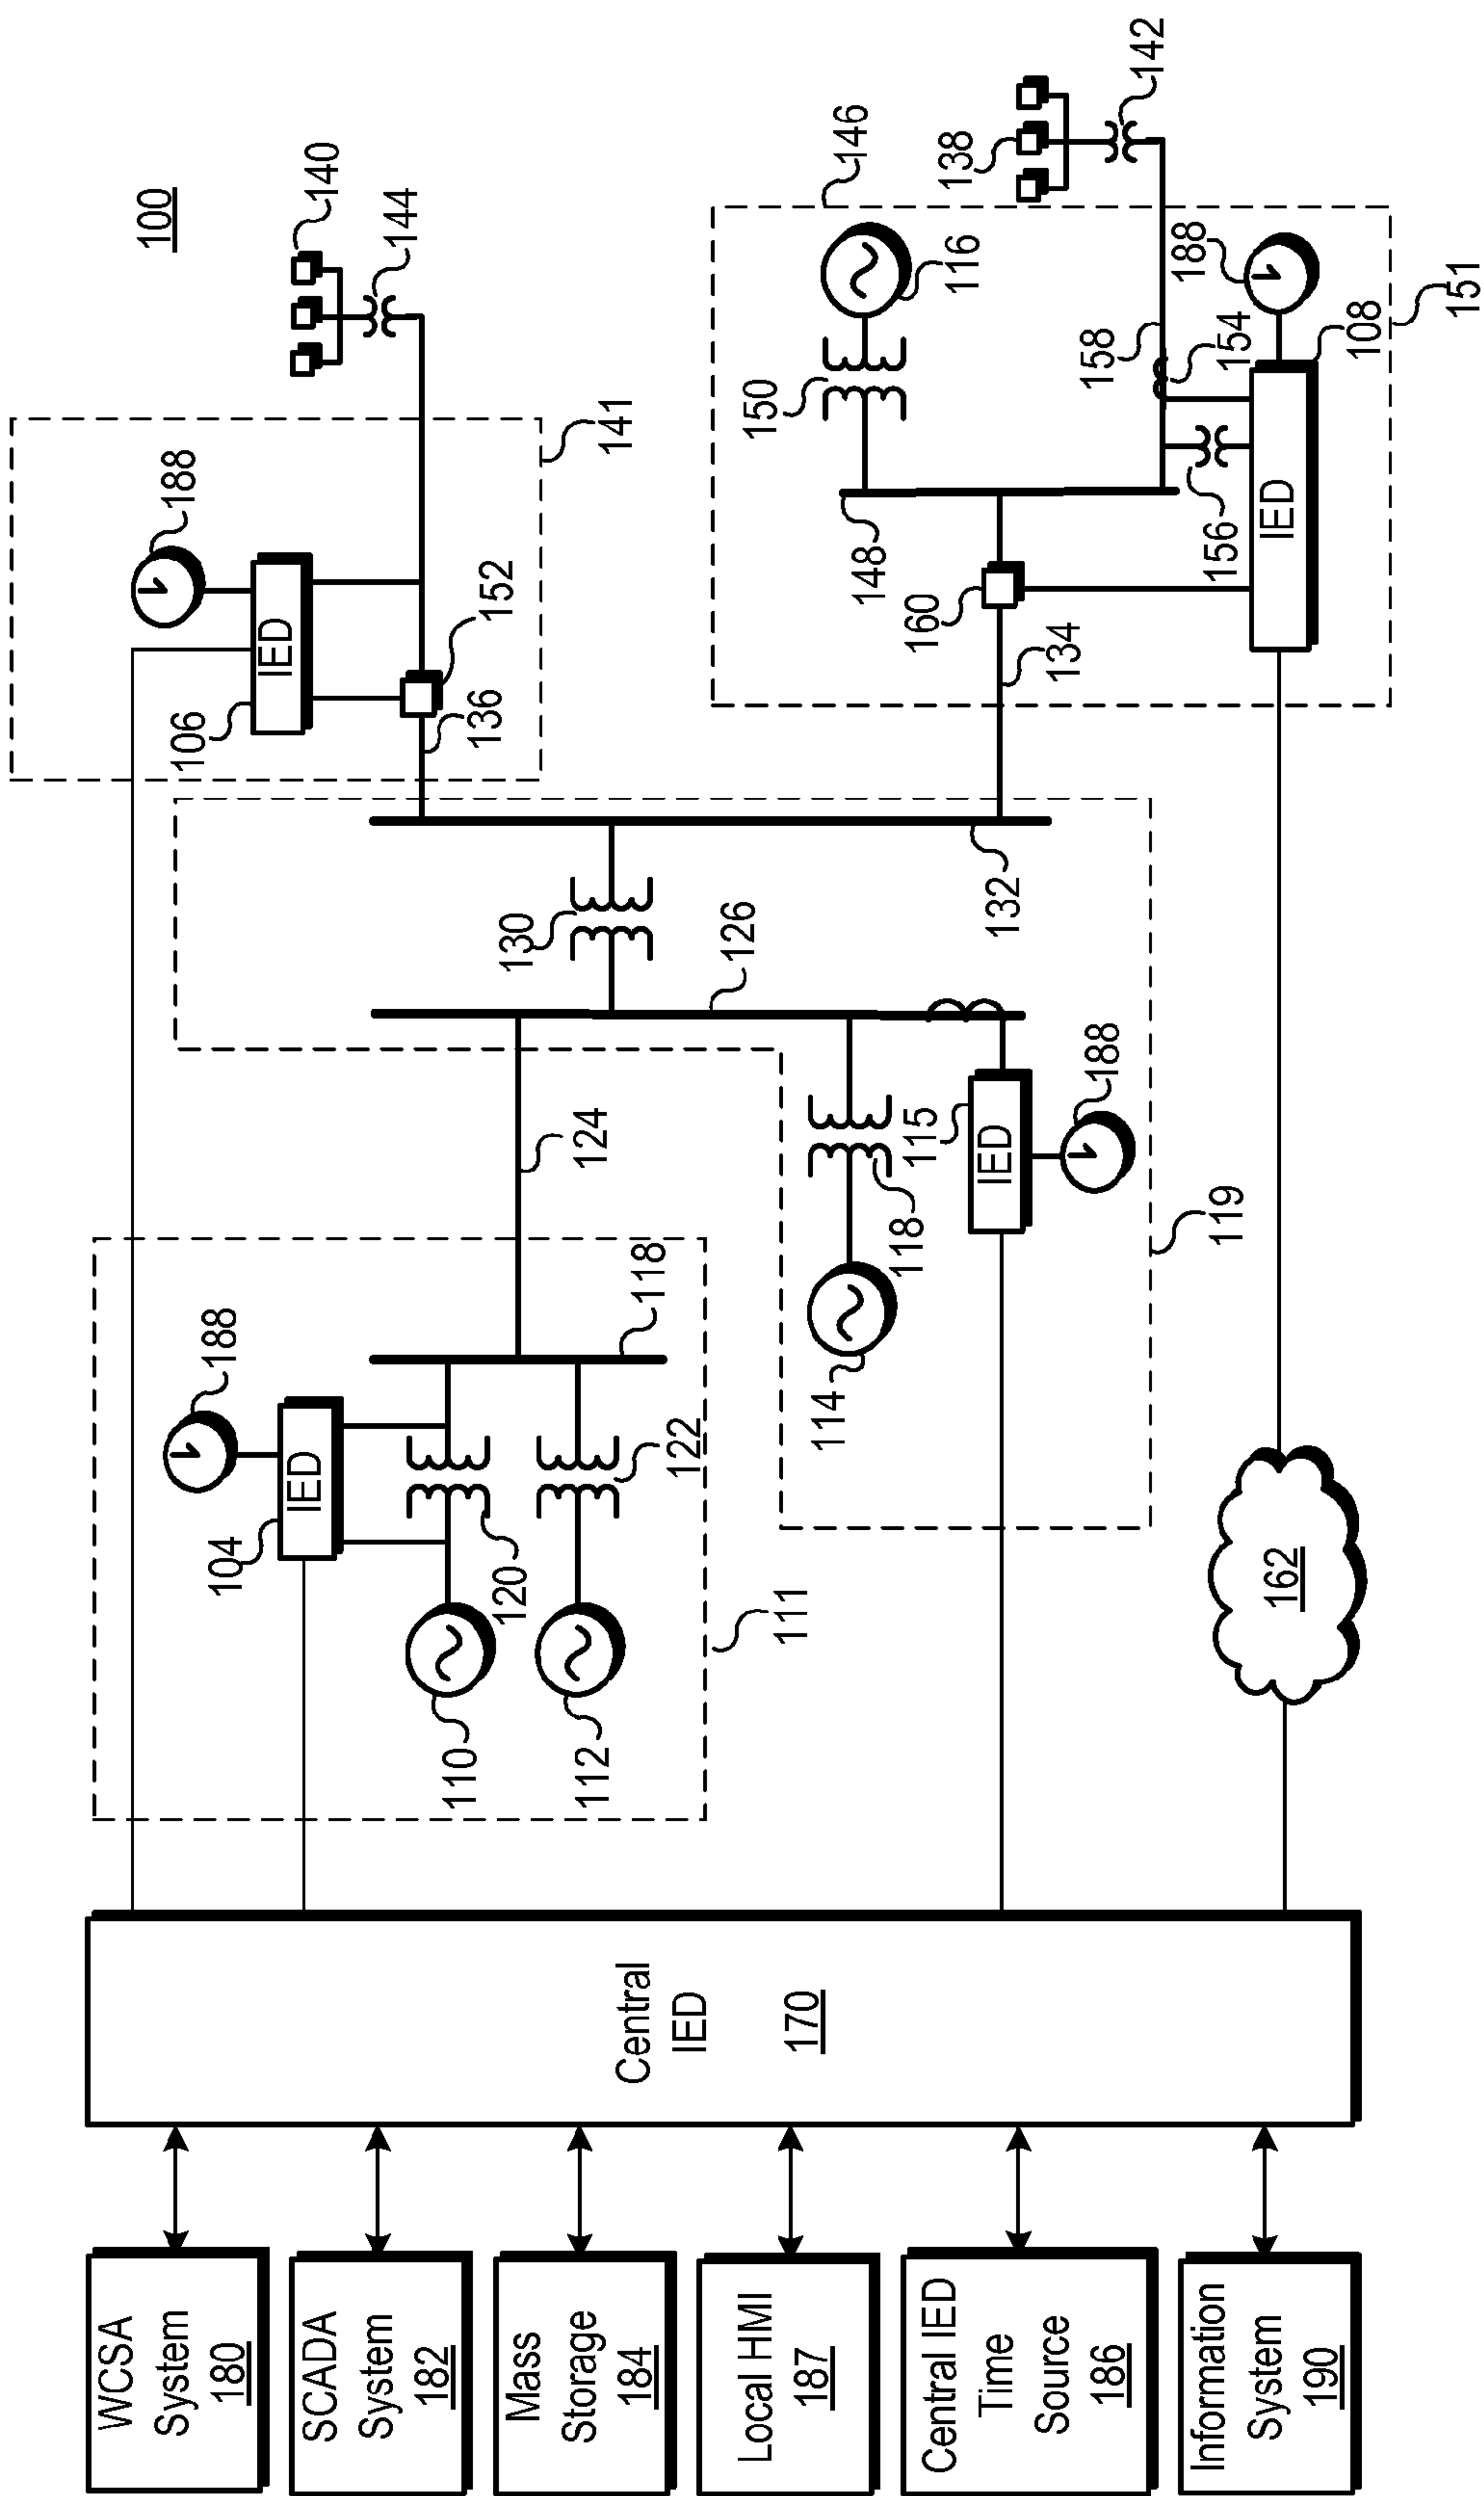 100
WCSA
System
180
SCADA
System
182
Mass
Storage
184
Local HMI
187
Central IED
Time
Source
186
Information
System
190
Central
IED
170
188
104
IED
110
120
112
122
118
111
124
114
118
115
IED
188
119
126
130
132
162
188
106
IED
136
152
141
140
144
146
150
116
148
160
134
138
142
158
188
154
156
IED
108
151